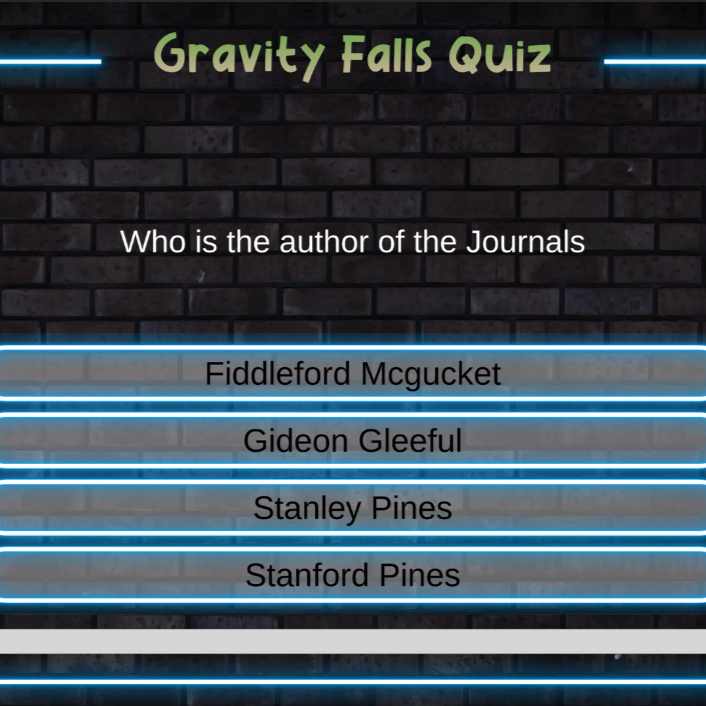 Gravity Falls Quiz
Who is the author of the Journals
Fiddleford Mcgucket
Gideon Gleeful
Stanley Pines
Stanford Pines